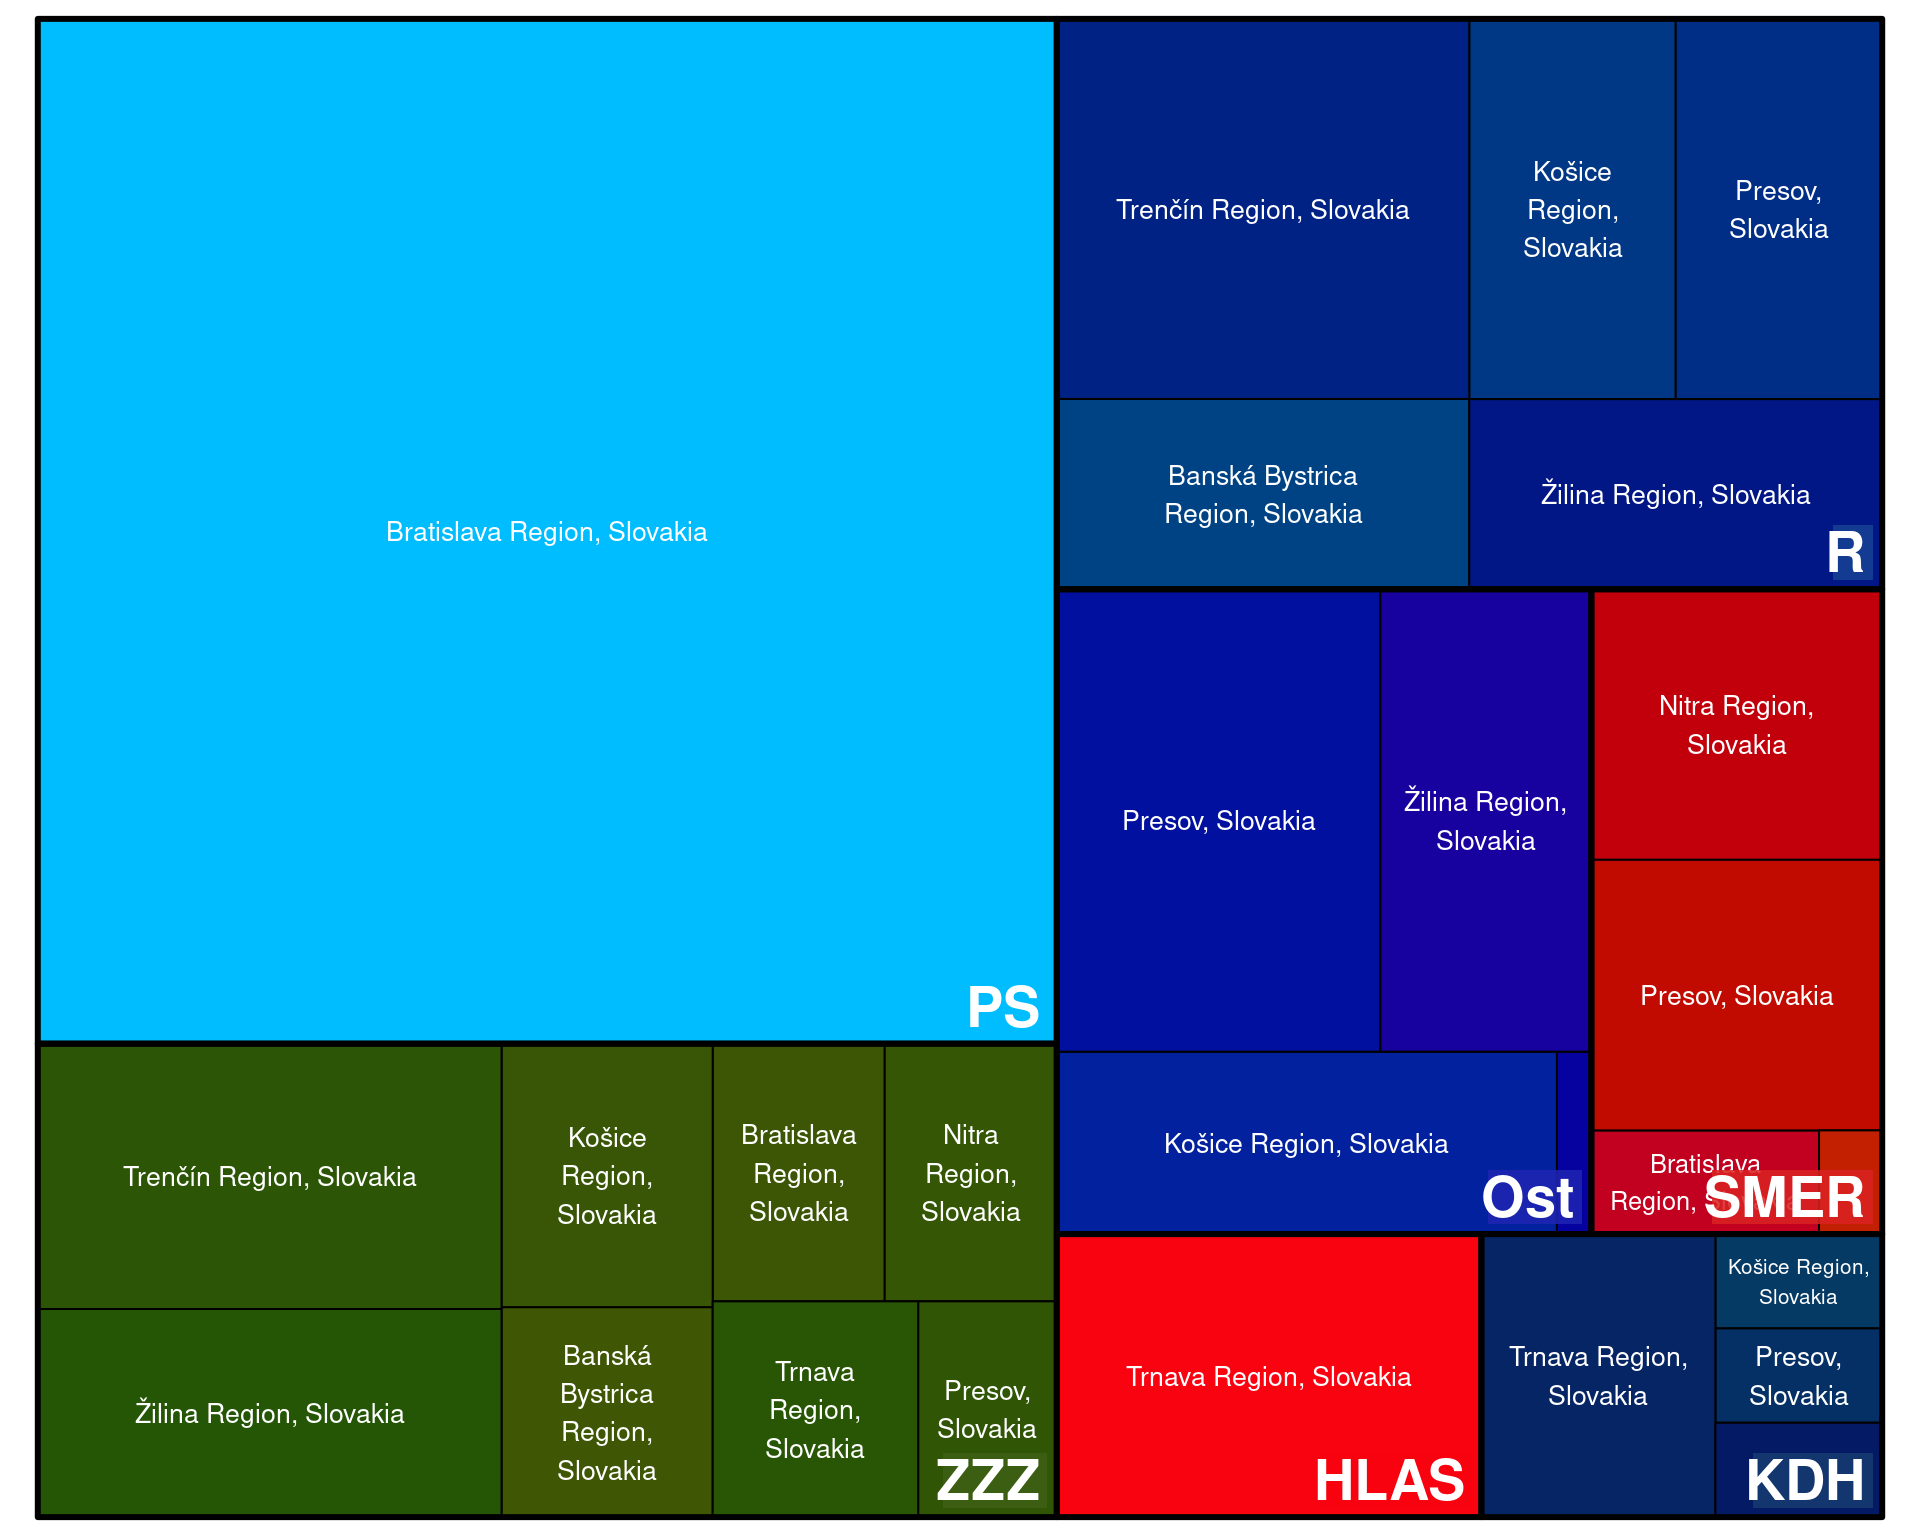 Bratislava Region, Slovakia
PS
Trenčín Region, Slovakia
Košice
Region,
Slovakia
Presov,
Slovakia
Banská Bystrica
Region, Slovakia
Žilina Region, Slovakia
R
Presov, Slovakia
Žilina Region,
Slovakia
Košice Region, Slovakia
Ost
Nitra Region,
Slovakia
Presov, Slovakia
Bratislava
Region,
SMER
Trenčín Region, Slovakia
Žilina Region, Slovakia
Košice
Region,
Slovakia
Banská
Bystrica
Region,
Slovakia
Bratislava
Region,
Slovakia
Nitra
Region,
Slovakia
Trnava
Region,
Slovakia
Presov,
Slovakia
ZZZ
Trnava Region, Slovakia
HLAS
Trnava Region,
Slovakia
Košice Region,
Slovakia
Presov,
Slovakia
KDH